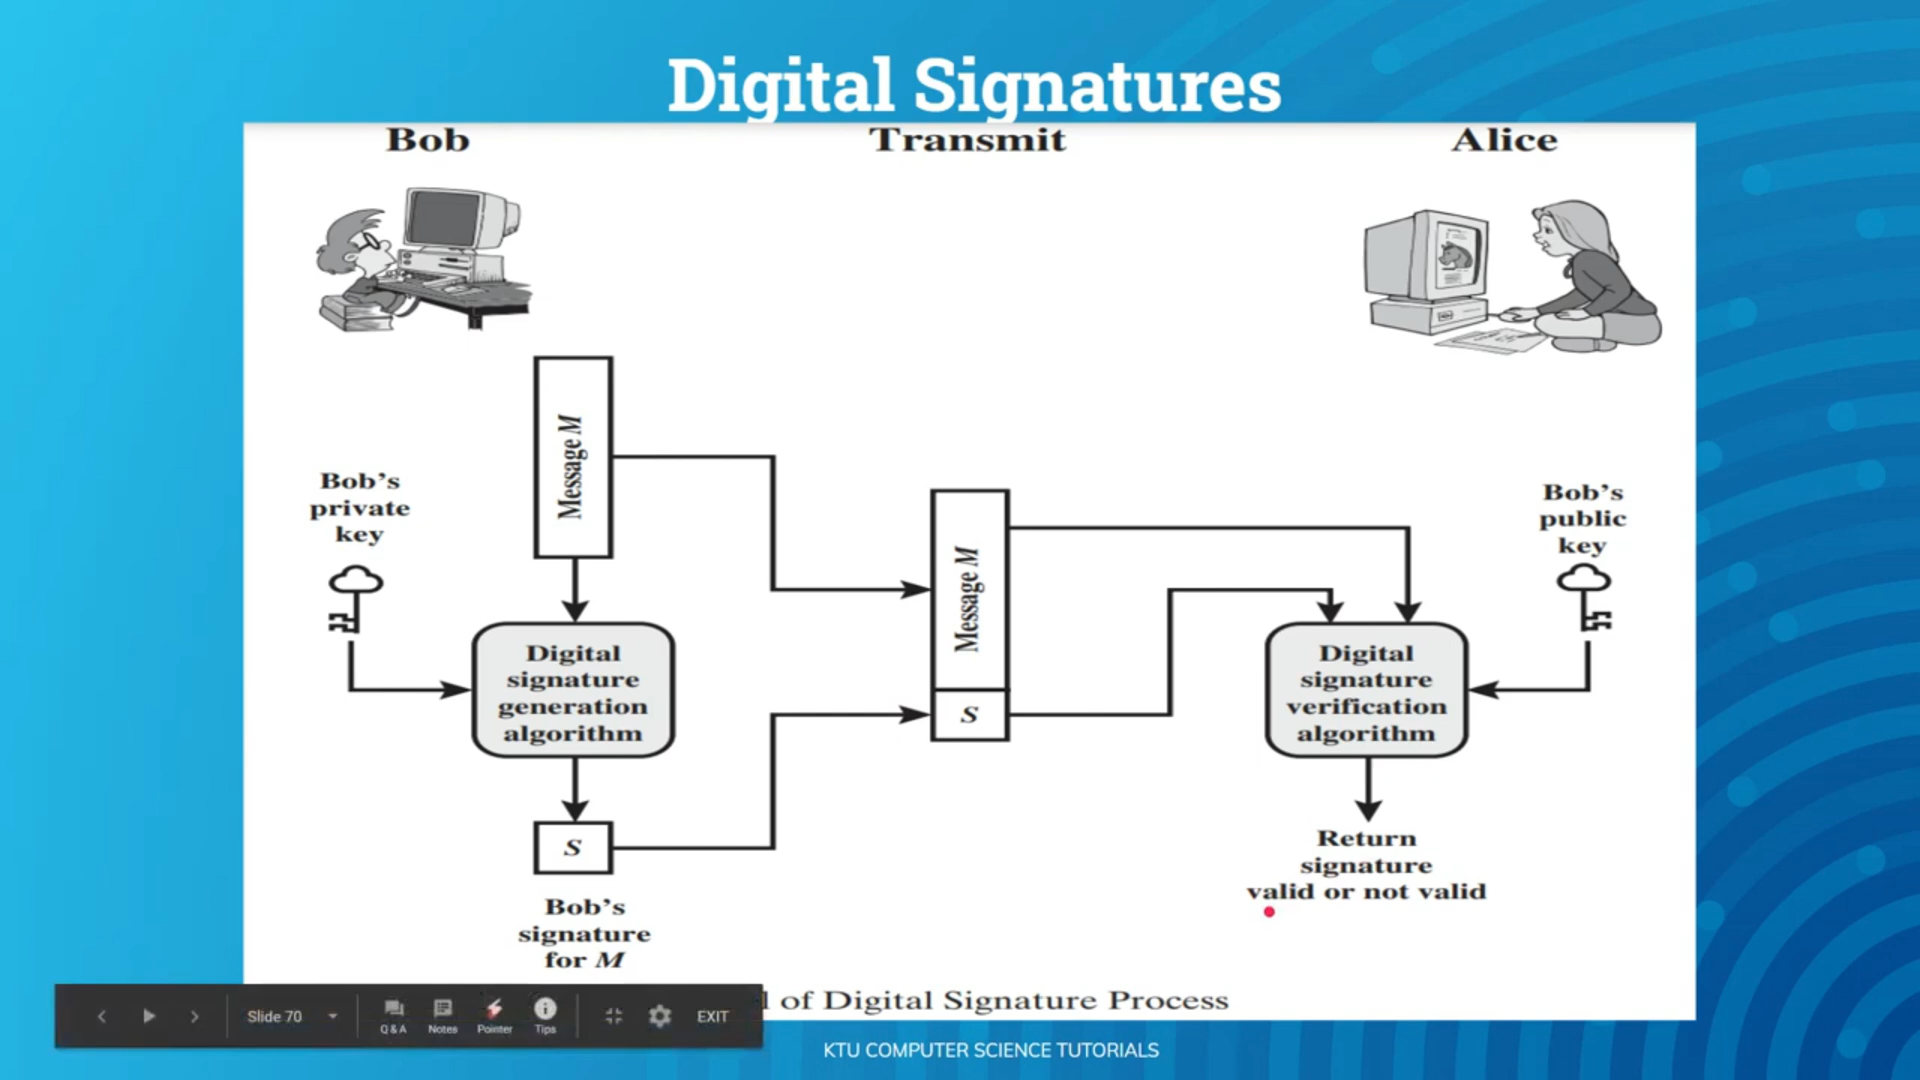 Digital Signatures
Bob
Transmit
Alice
Message M
Bob's
private
key
Message M
Bob's
public
key
Digital
signature
generation
algorithm
S
Digital
signature
verification
algorithm
S
Bob's
signature
for M
Return
signature
valid or not valid
of Digital Signature Process
Slide 70
Q & A
Notes
Pointer
Tips
EXIT
KTU COMPUTER SCIENCE TUTORIALS